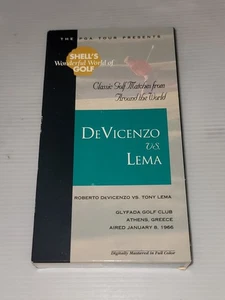 THE PGA TOUR PRESENTS
SHELL'S
Wonderful World of
GOLF
Classic Golf Matches from
Around the World
DEVICENZO
vs.
LEMA
ROBERTO DEVICENZO VS. TONY LEMA
GLYFADA GOLF CLUB
ATHENS, GREECE
AIRED JANUARY 9, 1966
Digitally Mastered in Full Color